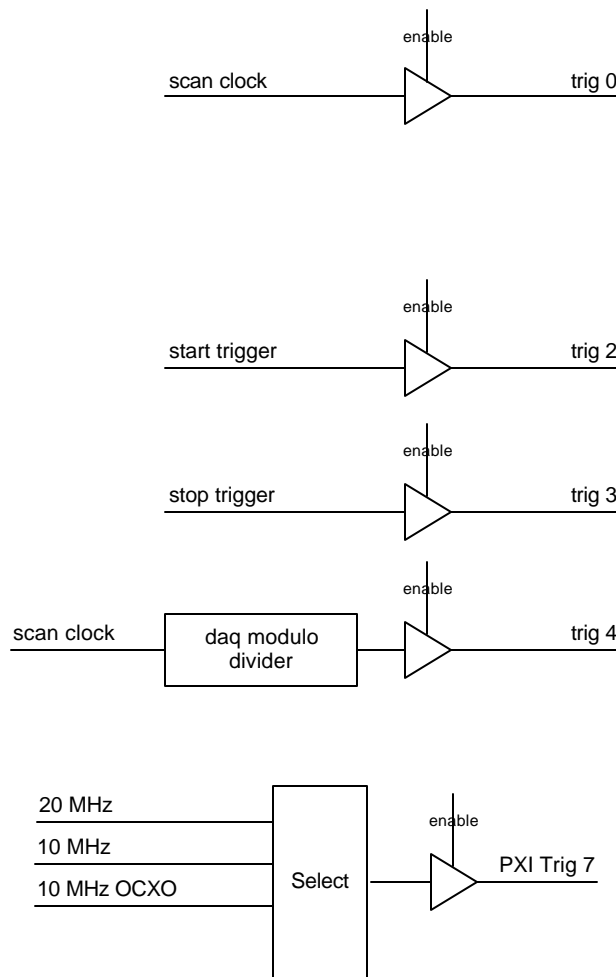 enable
scan clock
trig 0
enable
start trigger
trig 2
enable
stop trigger
trig 3
enable
scan clock
daq modulo
divider
trig 4
20 MHz
10 MHz
10 MHz OCXO
Select
enable
PXI Trig 7